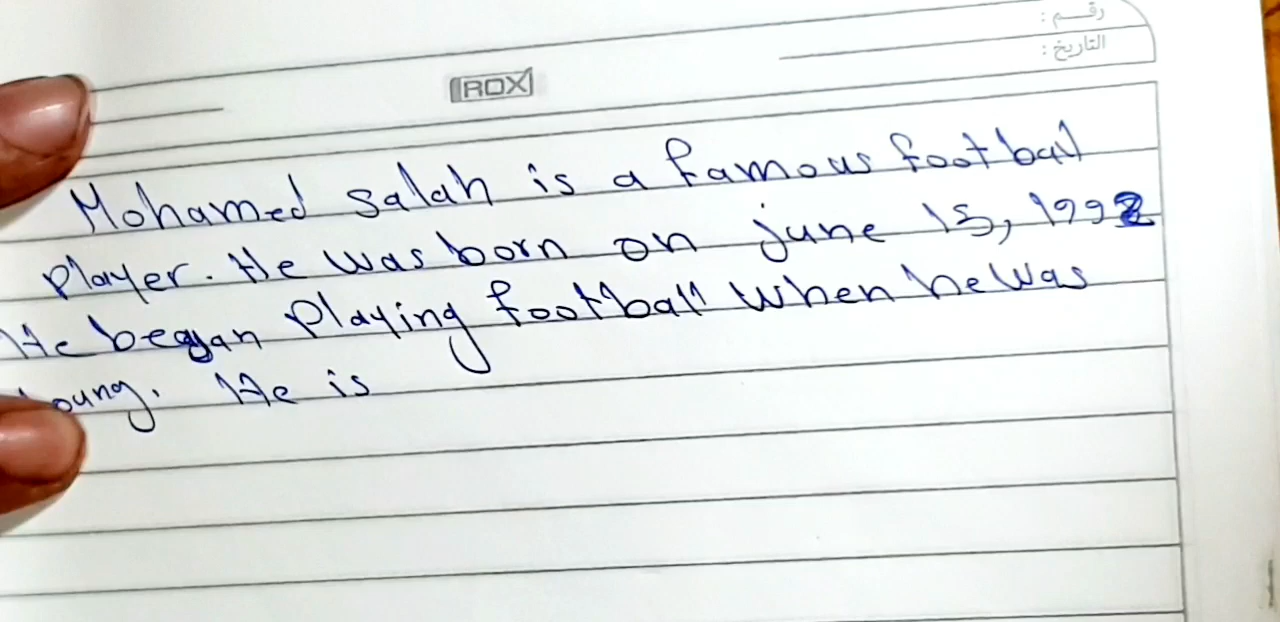 رقم :
التاريخ :
ROX
Mohamed salah is a famous football
player. He was born on june 15, 1992
He began Playing football when he was
young. He is